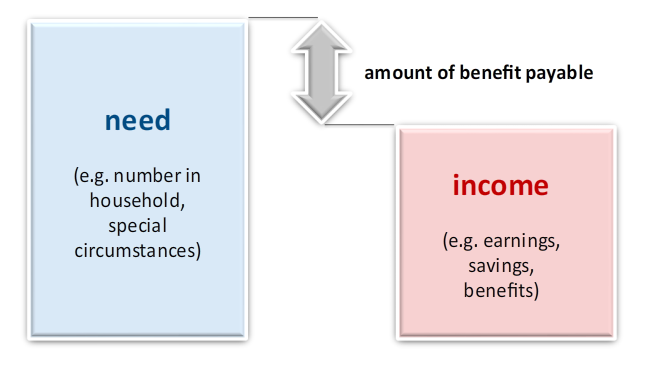 need
(e.g. number in
household,
special
circumstances)
amount of benefit payable
income
(e.g. earnings,
savings,
benefits)